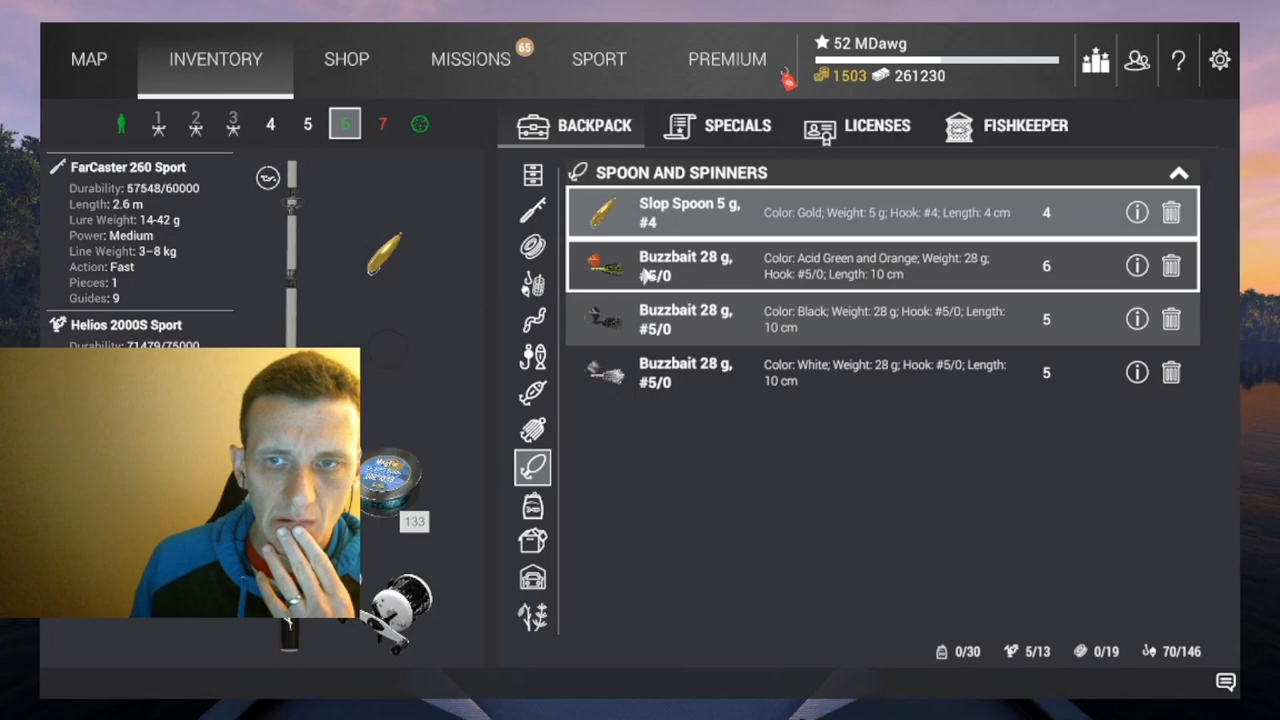 MAP
INVENTORY
SHOP
MISSIONS
65
SPORT
PREMIUM
52 MDawg
1503
261230
1
2
3
4
5
6
7
BACKPACK
SPECIALS
LICENSES
FISHKEEPER
FarCaster 260 Sport
Durability: 57548/60000
Length: 2.6 m
Lure Weight: 14-42 g
Power: Medium
Line Weight: 3–8 kg
Action: Fast
Pieces: 1
Guides: 9
Helios 2000S Sport
Durability: 71479/75000
133
SPOON AND SPINNERS
Slop Spoon 5 g,
#4
Color: Gold; Weight: 5 g; Hook: #4; Length: 4 cm
4
Buzzbait 28 g,
#5/0
Color: Acid Green and Orange; Weight: 28 g;
Hook: #5/0; Length: 10 cm
6
Buzzbait 28 g,
#5/0
Color: Black; Weight: 28 g; Hook: #5/0; Length:
10 cm
5
Buzzbait 28 g,
#5/0
Color: White; Weight: 28 g; Hook: #5/0; Length:
10 cm
5
0/30
5/13
0/19
70/146